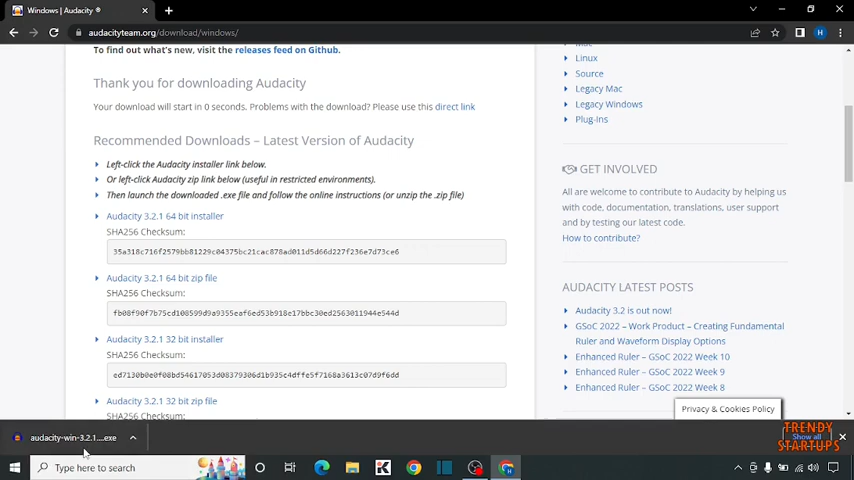 Windows | Audacity ®
audacityteam.org/download/windows/
H
To find out what's new, visit the releases feed on Github.
Thank you for downloading Audacity
Your download will start in 0 seconds. Problems with the download? Please use this direct link
Recommended Downloads – Latest Version of Audacity
Left-click the Audacity installer link below.
Or left-click Audacity zip link below (useful in restricted environments).
Then launch the downloaded .exe file and follow the online instructions (or unzip the .zip file)
Audacity 3.2.1 64 bit installer
SHA256 Checksum:
35a318c716f2579bb81229c04375bc21cac878ad011d5d66d227f236e7d73ce6
Audacity 3.2.1 64 bit zip file
SHA256 Checksum:
fb08f90f7b75cd108599d9a9355eaf6ed53b918e17bbc30ed2563011944e544d
Audacity 3.2.1 32 bit installer
SHA256 Checksum:
ed7130b0e0f08bd54617053d08379306d1b935c4dffe5f7168a3613c07d9f6dd
Audacity 3.2.1 32 bit zip file
SHA256 Checksum:
Linux
Source
Legacy Mac
Legacy Windows
Plug-Ins
GET INVOLVED
All are welcome to contribute to Audacity by helping us
with code, documentation, translations, user support
and by testing our latest code.
How to contribute?
AUDACITY LATEST POSTS
Audacity 3.2 is out now!
GSoC 2022 – Work Product – Creating Fundamental
Ruler and Waveform Display Options
Enhanced Ruler – GSoC 2022 Week 10
Enhanced Ruler – GSoC 2022 Week 9
Enhanced Ruler – GSoC 2022 Week 8
Privacy & Cookies Policy
audacity-win-3.2.1....exe
Show all
TRENDY
STARTUPS
Type here to search